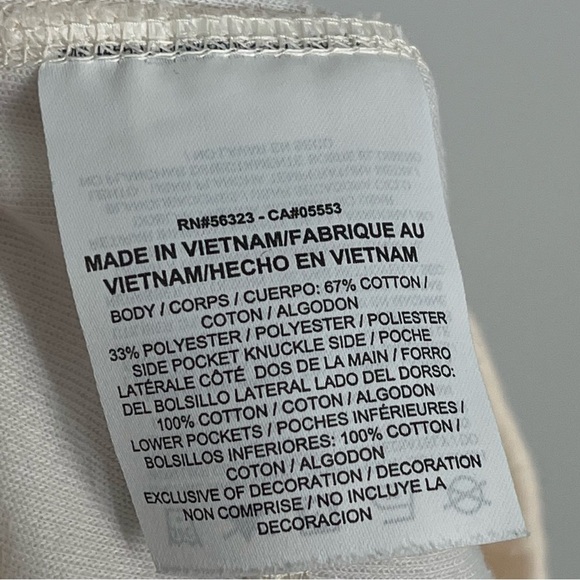 RN#56323 - CA#05553
MADE IN VIETNAM/FABRIQUE AU
VIETNAM/HECHO EN VIETNAM
BODY / CORPS / CUERPO: 67% COTTON /
COTON / ALGODON
33% POLYESTER / POLYESTER / POLIESTER
SIDE POCKET KNUCKLE SIDE / POCHE
LATÉRALE CÔTÉ DOS DE LA MAIN / FORRO
DEL BOLSILLO LATERAL LADO DEL DORSO:
100% COTTON / COTON / ALGODON
LOWER POCKETS / POCHES INFÉRIEURES /
BOLSILLOS INFERIORES: 100% COTTON /
COTON / ALGODON
EXCLUSIVE OF DECORATION / DECORATION
NON COMPRISE / NO INCLUYE LA
DECORACION